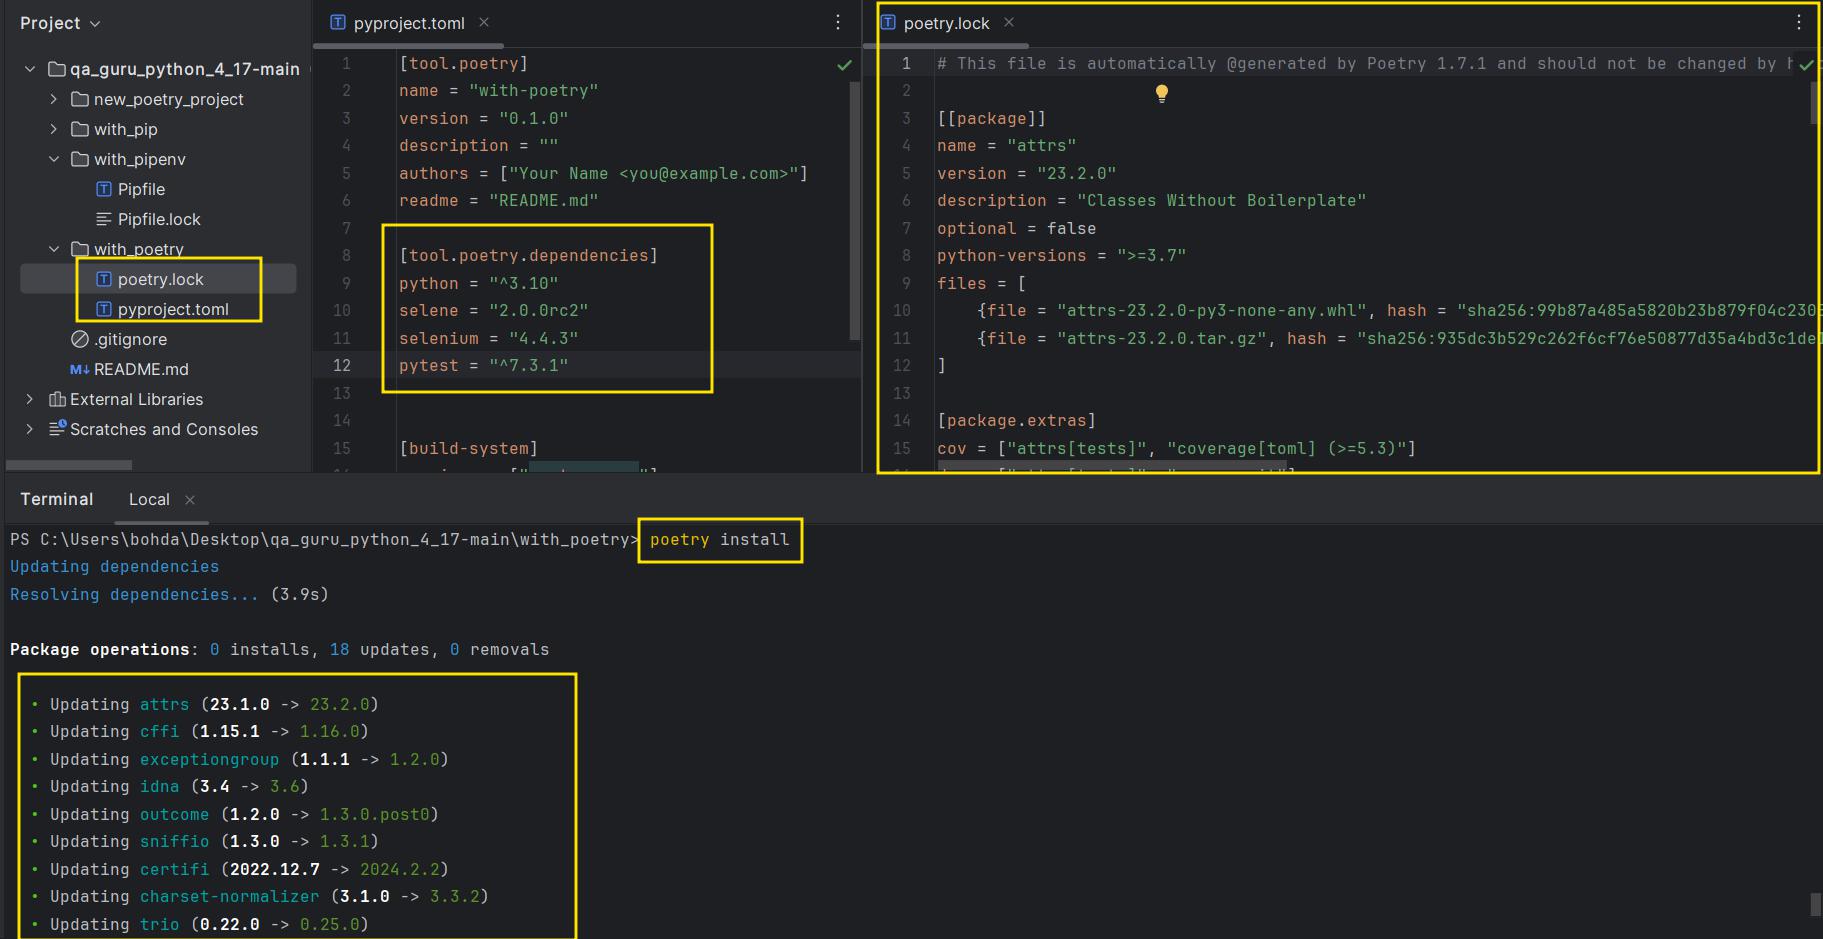 Project
qa_guru_python_4_17-main
new_poetry_project
with_pip
with_pipenv
Pipfile
Pipfile.lock
with_poetry
poetry.lock
pyproject.toml
.gitignore
README.md
External Libraries
Scratches and Consoles
pyproject.toml
1 [tool.poetry]
2 name = "with-poetry"
3 version = "0.1.0"
4 description = ""
5 authors = ["Your Name <you@example.com>"]
6 readme = "README.md"
7
8 [tool.poetry.dependencies]
9 python = "^3.10"
10 selene = "2.0.0rc2"
11 selenium = "4.4.3"
12 pytest = "^7.3.1"
13
14
15 [build-system]
poetry.lock
1 # This file is automatically @generated by Poetry 1.7.1 and should not be changed by
2
3 [[package]]
4 name = "attrs"
5 version = "23.2.0"
6 description = "Classes Without Boilerplate"
7 optional = false
8 python-versions = ">=3.7"
9 files = [
10 {file = "attrs-23.2.0-py3-none-any.whl", hash = "sha256:99b87a485a5820b23b879f04c230
11 {file = "attrs-23.2.0.tar.gz", hash = "sha256:935dc3b529c262f6cf76e50877d35a4bd3c1de
12 ]
13
14 [package.extras]
15 cov = ["attrs[tests]", "coverage[toml] (>=5.3)"]
Terminal
Local
PS C:\Users\bohda\Desktop\qa_guru_python_4_17-main\with_poetry> poetry install
Updating dependencies
Resolving dependencies... (3.9s)
Package operations: 0 installs, 18 updates, 0 removals
• Updating attrs (23.1.0 -> 23.2.0)
• Updating cffi (1.15.1 -> 1.16.0)
• Updating exceptiongroup (1.1.1 -> 1.2.0)
• Updating idna (3.4 -> 3.6)
• Updating outcome (1.2.0 -> 1.3.0.post0)
• Updating sniffio (1.3.0 -> 1.3.1)
• Updating certifi (2022.12.7 -> 2024.2.2)
• Updating charset-normalizer (3.1.0 -> 3.3.2)
• Updating trio (0.22.0 -> 0.25.0)